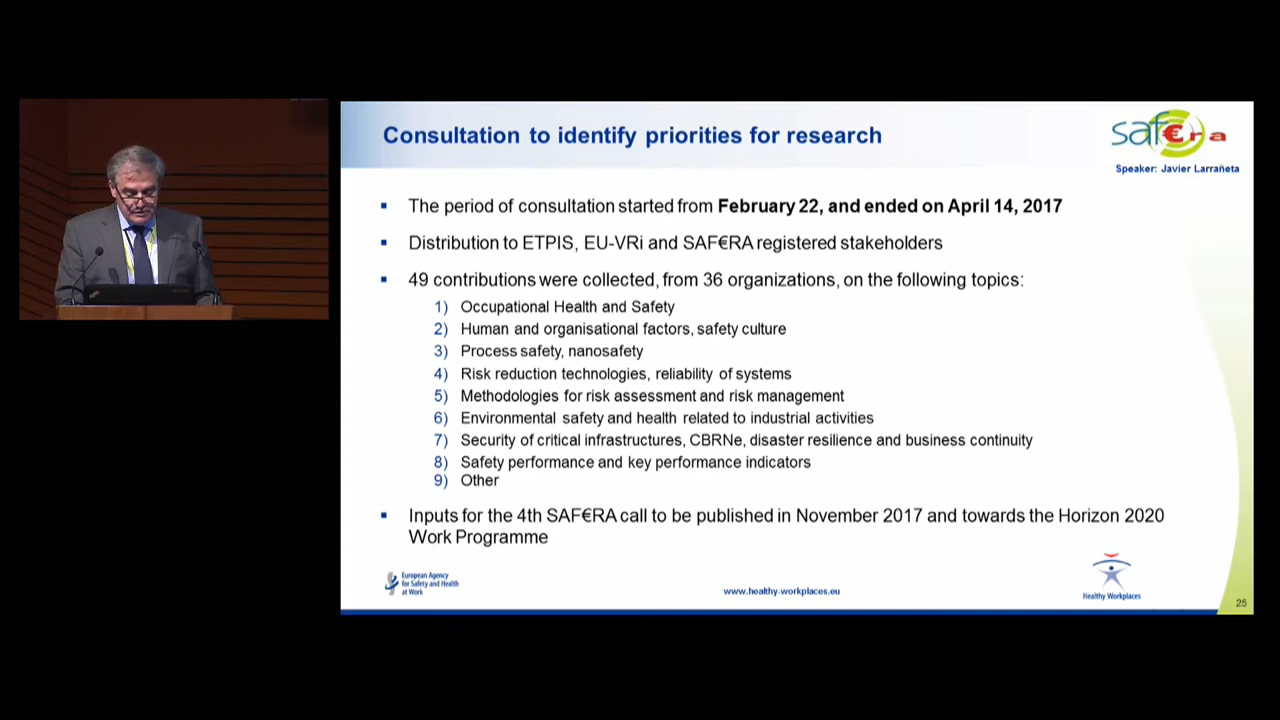 Consultation to identify priorities for research
saf€ra
Speaker: Javier Larrañeta
▪ The period of consultation started from February 22, and ended on April 14, 2017
▪ Distribution to ETPIS, EU-VRi and SAF€RA registered stakeholders
▪ 49 contributions were collected, from 36 organizations, on the following topics:
1) Occupational Health and Safety
2) Human and organisational factors, safety culture
3) Process safety, nanosafety
4) Risk reduction technologies, reliability of systems
5) Methodologies for risk assessment and risk management
6) Environmental safety and health related to industrial activities
7) Security of critical infrastructures, CBRNe, disaster resilience and business continuity
8) Safety performance and key performance indicators
9) Other
▪ Inputs for the 4th SAF€RA call to be published in November 2017 and towards the Horizon 2020
Work Programme
European Agency
for Safety and Health
at Work
www.healthy-workplaces.eu
Healthy Workplaces
25